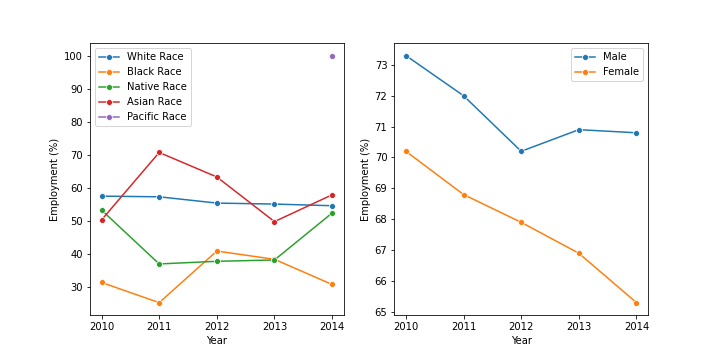 White Race
Black Race
Native Race
Asian Race
Pacific Race
100
90
80
70
60
50
40
30
Employment (%)
2010 2011 2012 2013 2014
Year
Male
Female
73
72
71
70
69
68
67
66
65
Employment (%)
2010 2011 2012 2013 2014
Year